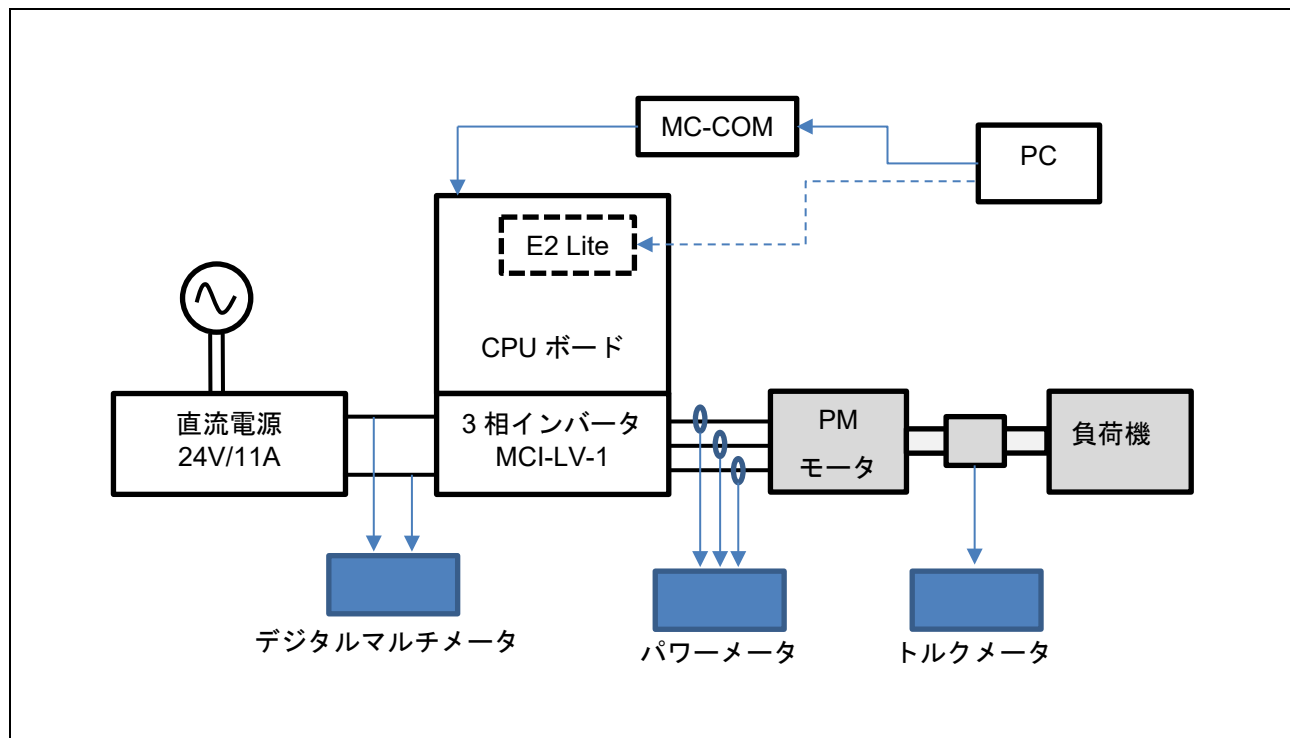 MC-COM
PC
E2 Lite
CPU ボード
直流電源
24V/11A
3 相インバータ
MCI-LV-1
PM
モータ
負荷機
デジタルマルチメータ
パワーメータ
トルクメータ